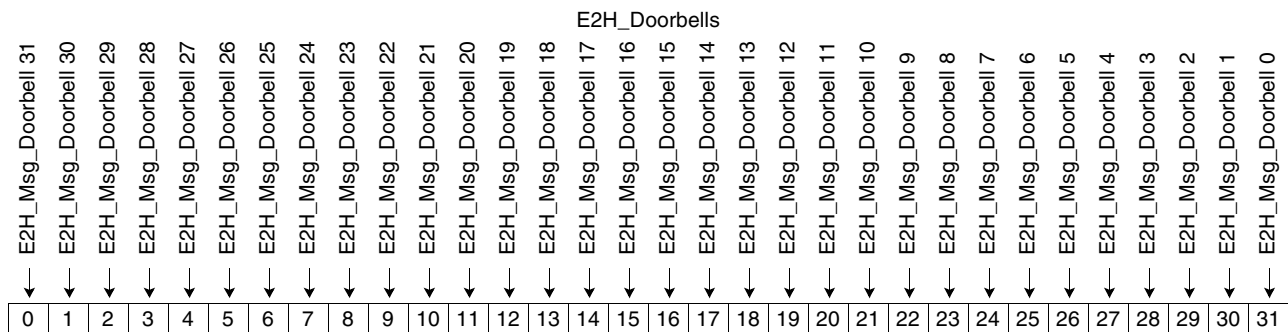 E2H_Doorbells
E2H_Msg_Doorbell 31
E2H_Msg_Doorbell 30
E2H_Msg_Doorbell 29
E2H_Msg_Doorbell 28
E2H_Msg_Doorbell 27
E2H_Msg_Doorbell 26
E2H_Msg_Doorbell 25
E2H_Msg_Doorbell 24
E2H_Msg_Doorbell 23
E2H_Msg_Doorbell 22
E2H_Msg_Doorbell 21
E2H_Msg_Doorbell 20
E2H_Msg_Doorbell 19
E2H_Msg_Doorbell 18
E2H_Msg_Doorbell 17
E2H_Msg_Doorbell 16
E2H_Msg_Doorbell 15
E2H_Msg_Doorbell 14
E2H_Msg_Doorbell 13
E2H_Msg_Doorbell 12
E2H_Msg_Doorbell 11
E2H_Msg_Doorbell 10
E2H_Msg_Doorbell 9
E2H_Msg_Doorbell 8
E2H_Msg_Doorbell 7
E2H_Msg_Doorbell 6
E2H_Msg_Doorbell 5
E2H_Msg_Doorbell 4
E2H_Msg_Doorbell 3
E2H_Msg_Doorbell 2
E2H_Msg_Doorbell 1
E2H_Msg_Doorbell 0
0 1 2 3 4 5 6 7 8 9 10 11 12 13 14 15 16 17 18 19 20 21 22 23 24 25 26 27 28 29 30 31